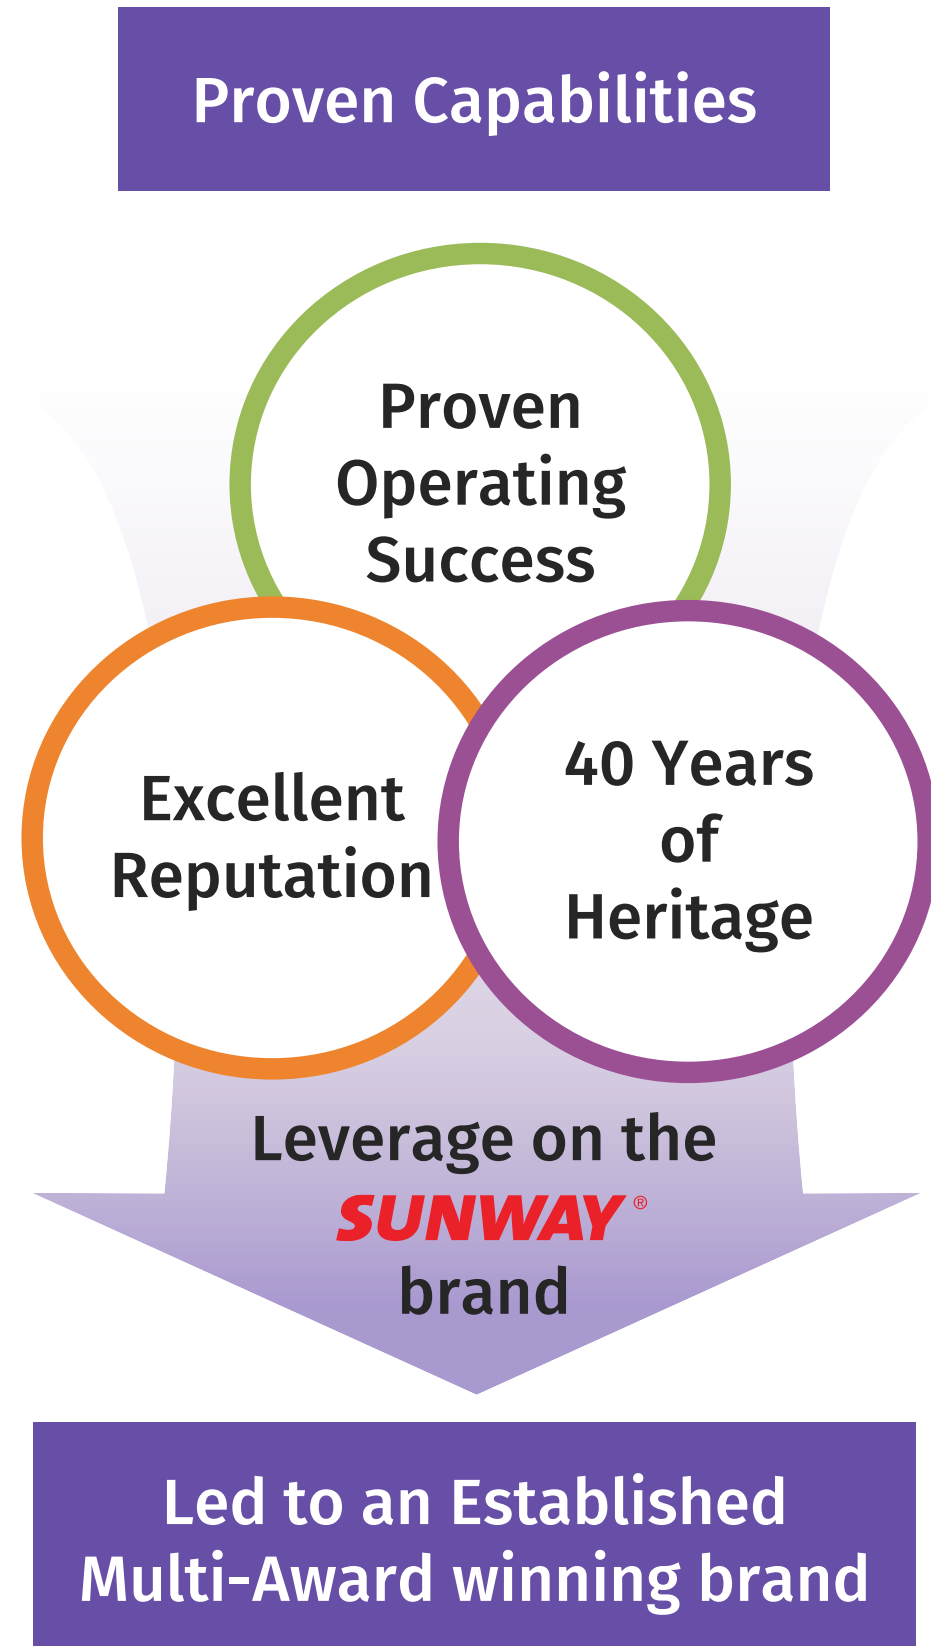 Proven Capabilities
Proven
Operating
Success
Excellent
Reputation
40 Years
of
Heritage
Leverage on the
SUNWAY®
brand
Led to an Established
Multi-Award winning brand